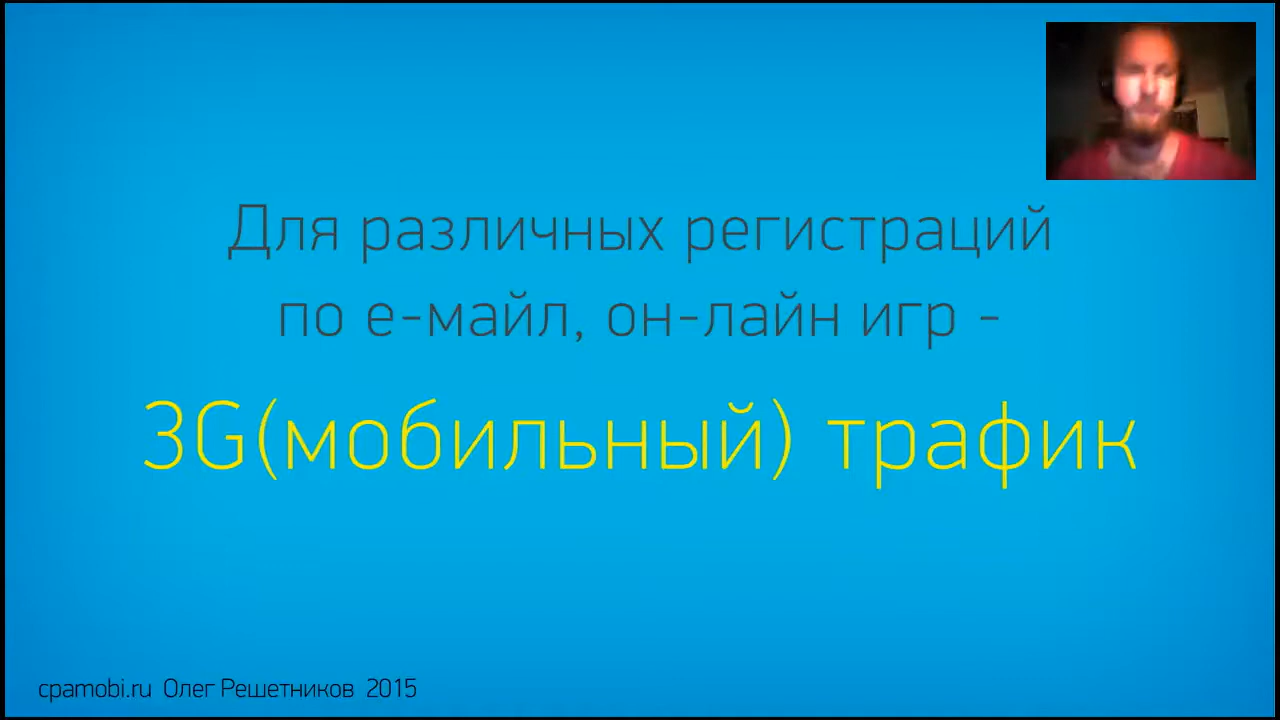 Для различных регистраций
по е-майл, он-лайн игр -
3G(мобильный) трафик
cpamobi.ru Олег Решетников 2015